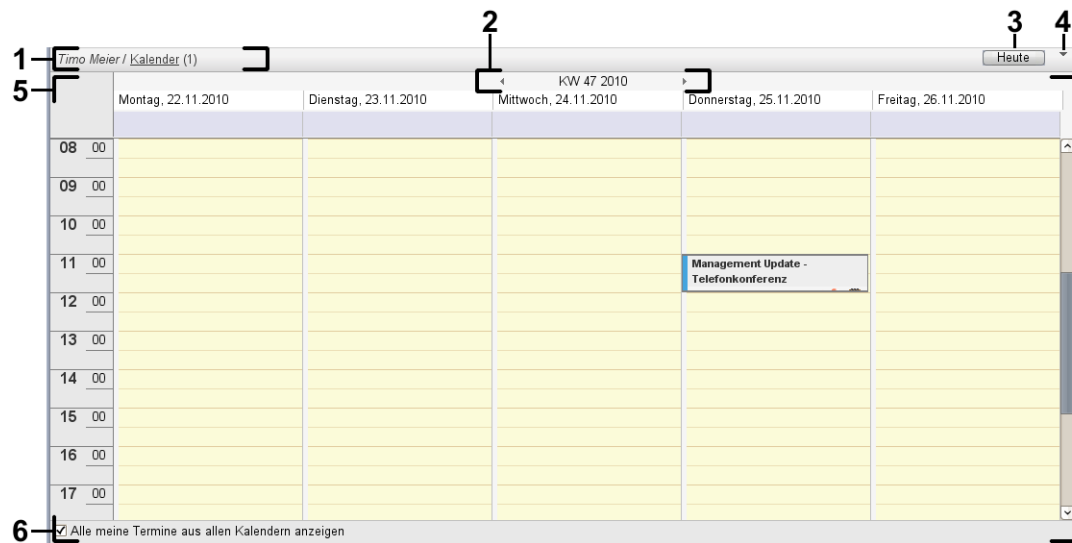 2
3
4
1
Timo Meier / Kalender (1)
Heute
5
KW 47 2010
Montag, 22.11.2010
Dienstag, 23.11.2010
Mittwoch, 24.11.2010
Donnerstag, 25.11.2010
Freitag, 26.11.2010
08 00
09 00
10 00
11 00
Management Update -
Telefonkonferenz
12 00
13 00
14 00
15 00
16 00
17 00
6
Alle meine Termine aus allen Kalendern anzeigen